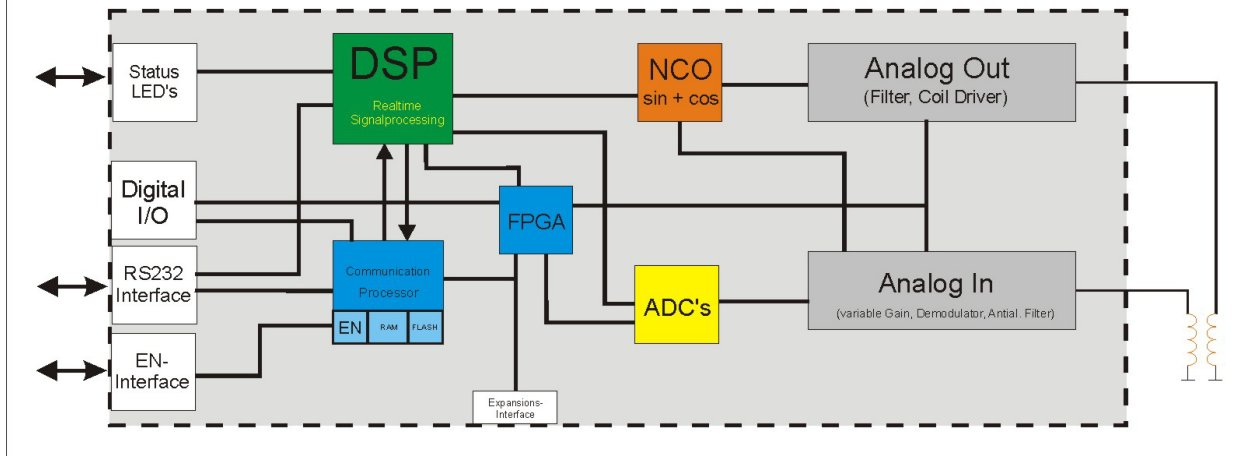 Status
LED's
DSP
Realtime
Signalprocessing
NCO
sin + cos
Analog Out
(Filter, Coil Driver)
Digital
I/O
FPGA
RS232
Interface
Communication
Processor
EN
RAM
FLASH
ADC's
Analog In
(variable Gain, Demodulator, Antial. Filter)
EN-
Interface
Expansions-
Interface